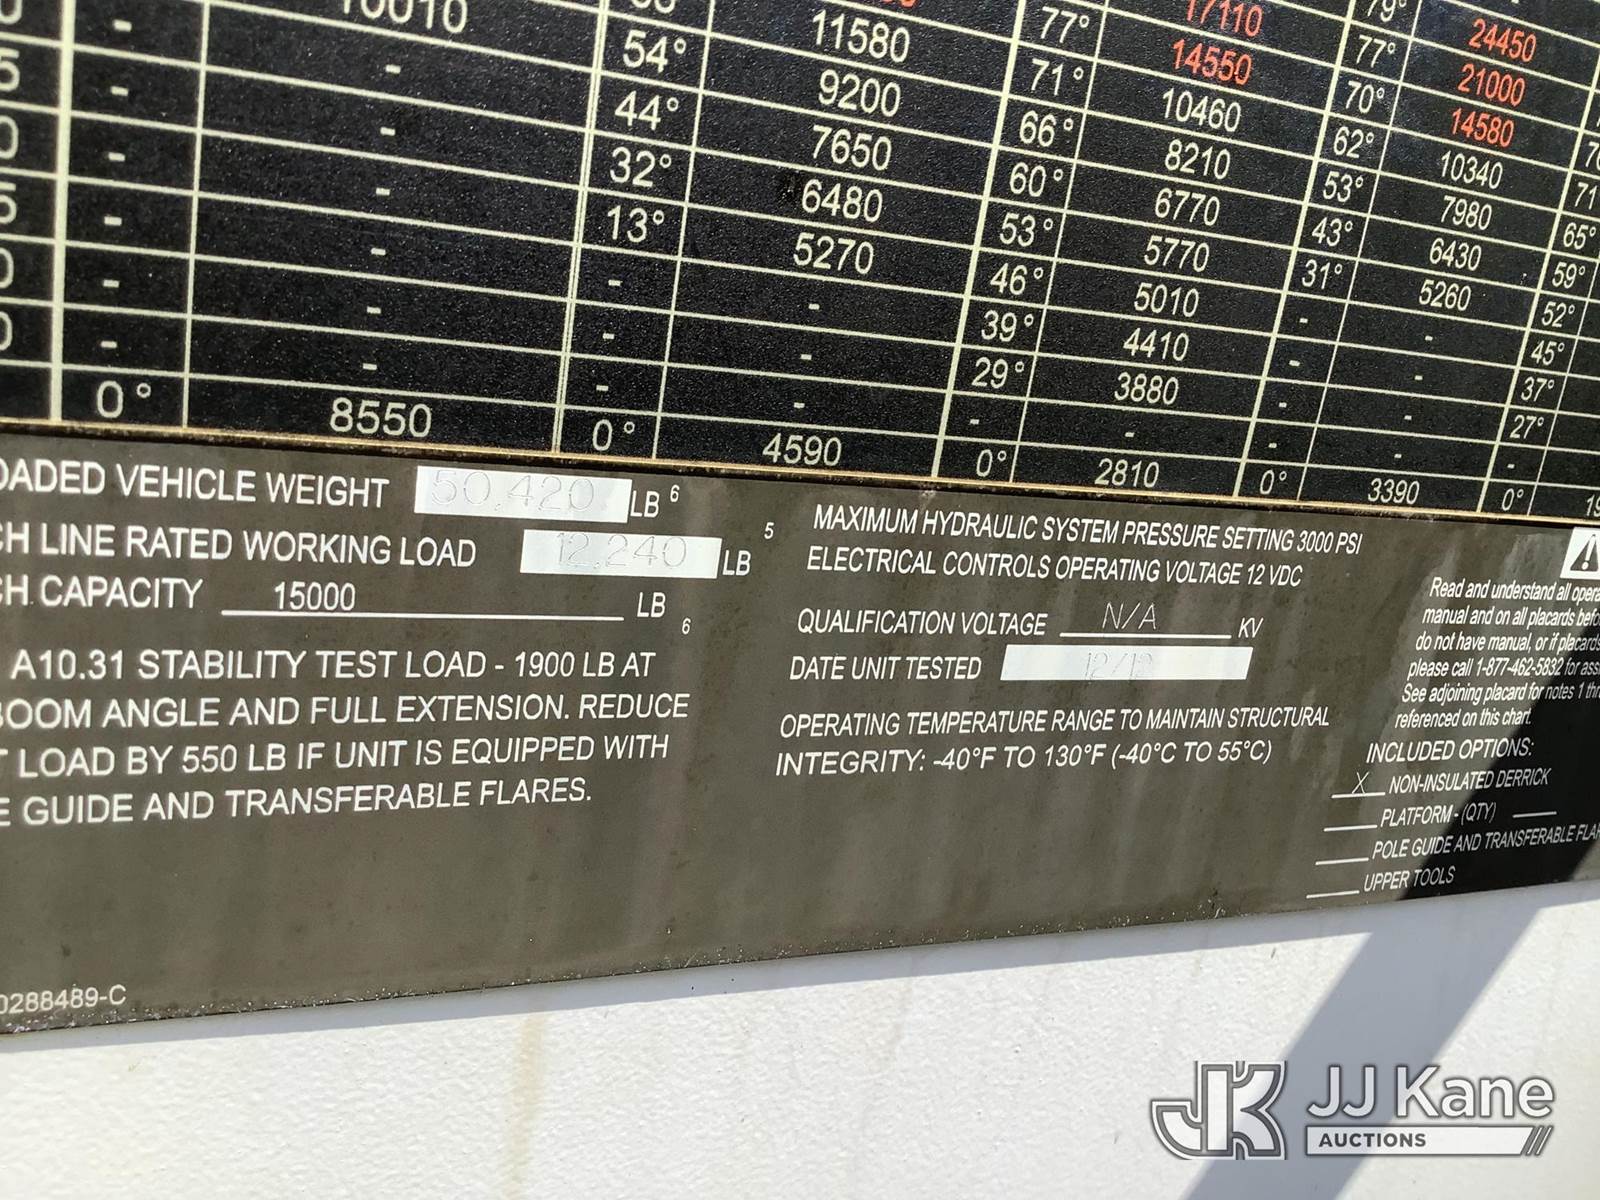 - 10010 77° 17110 79° 24450
- - 54° 11580 71° 14550 77° 21000
- - 44° 9200 66° 10460 70° 14580
- - 32° 7650 60° 8210 62° 10340
- - 13° 6480 53° 6770 53° 7980 65°
- - - 5270 46° 5770 43° 6430 59°
- - - - 39° 5010 31° 5260 52°
- - - - 29° 4410 - - 45°
- - - 3880 - - 37°
- - - - 27°
0° 8550 0° 4590 0° 2810 0° 3390 0°
VEHICLE WEIGHT 50,420 LB 6
LINE RATED WORKING LOAD 12,240 LB 5
CAPACITY 15000 LB 6
A10.31 STABILITY TEST LOAD - 1900 LB AT
BOOM ANGLE AND FULL EXTENSION. REDUCE
LOAD BY 550 LB IF UNIT IS EQUIPPED WITH
GUIDE AND TRANSFERABLE FLARES.
0288489-C
MAXIMUM HYDRAULIC SYSTEM PRESSURE SETTING 3000 PSI
ELECTRICAL CONTROLS OPERATING VOLTAGE 12 VDC
QUALIFICATION VOLTAGE N/A KV
DATE UNIT TESTED 12/12
OPERATING TEMPERATURE RANGE TO MAINTAIN STRUCTURAL
INTEGRITY: -40°F TO 130°F (-40°C TO 55°C)
Read and understand all
manual and on all placards
do not have manual, or if placards
please call 1-877-462-5832 for
See adjoining placard for notes 1
referenced on this chart.
INCLUDED OPTIONS:
X NON-INSULATED DERRICK
PLATFORM - (QTY)
POLE GUIDE AND TRANSFERABLE
UPPER TOOLS
JK JJ Kane
AUCTIONS